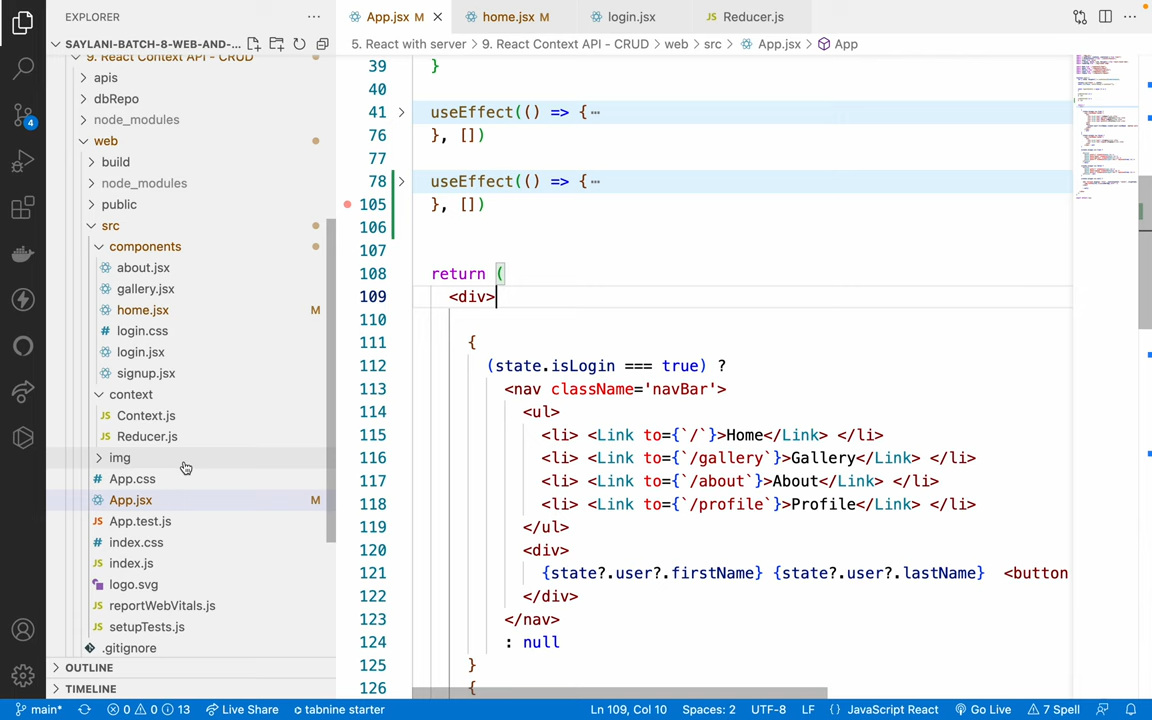 EXPLORER
App.jsx M
home.jsx M
login.jsx
Reducer.js
SAYLANI-BATCH-8-WEB-AND-...
5. React with server > 9. React Context API - CRUD > web > src > App.jsx > App
9. React Context API - CRUD
apis
dbRepo
node_modules
web
build
node_modules
public
src
components
about.jsx
gallery.jsx
home.jsx M
login.css
login.jsx
signup.jsx
context
Context.js
Reducer.js
img
App.css
App.jsx M
App.test.js
index.css
index.js
logo.svg
reportWebVitals.js
setupTests.js
.gitignore
OUTLINE
TIMELINE
4
39 }
40
41 useEffect(() => {…
76 }, [])
77
78 useEffect(() => {…
105 }, [])
106
107
108 return (
109 <div>
110
111 {
112 (state.isLogin === true) ?
113 <nav className='navBar'>
114 <ul>
115 <li> <Link to={`/`}>Home</Link> </li>
116 <li> <Link to={`/gallery`}>Gallery</Link> </li>
117 <li> <Link to={`/about`}>About</Link> </li>
118 <li> <Link to={`/profile`}>Profile</Link> </li>
119 </ul>
120 <div>
121 {state?.user?.firstName} {state?.user?.lastName} <button
122 </div>
123 </nav>
124 : null
125 }
126 {
main* 0 0 13 Live Share tabnine starter Ln 109, Col 10 Spaces: 2 UTF-8 LF {} JavaScript React Go Live 7 Spell